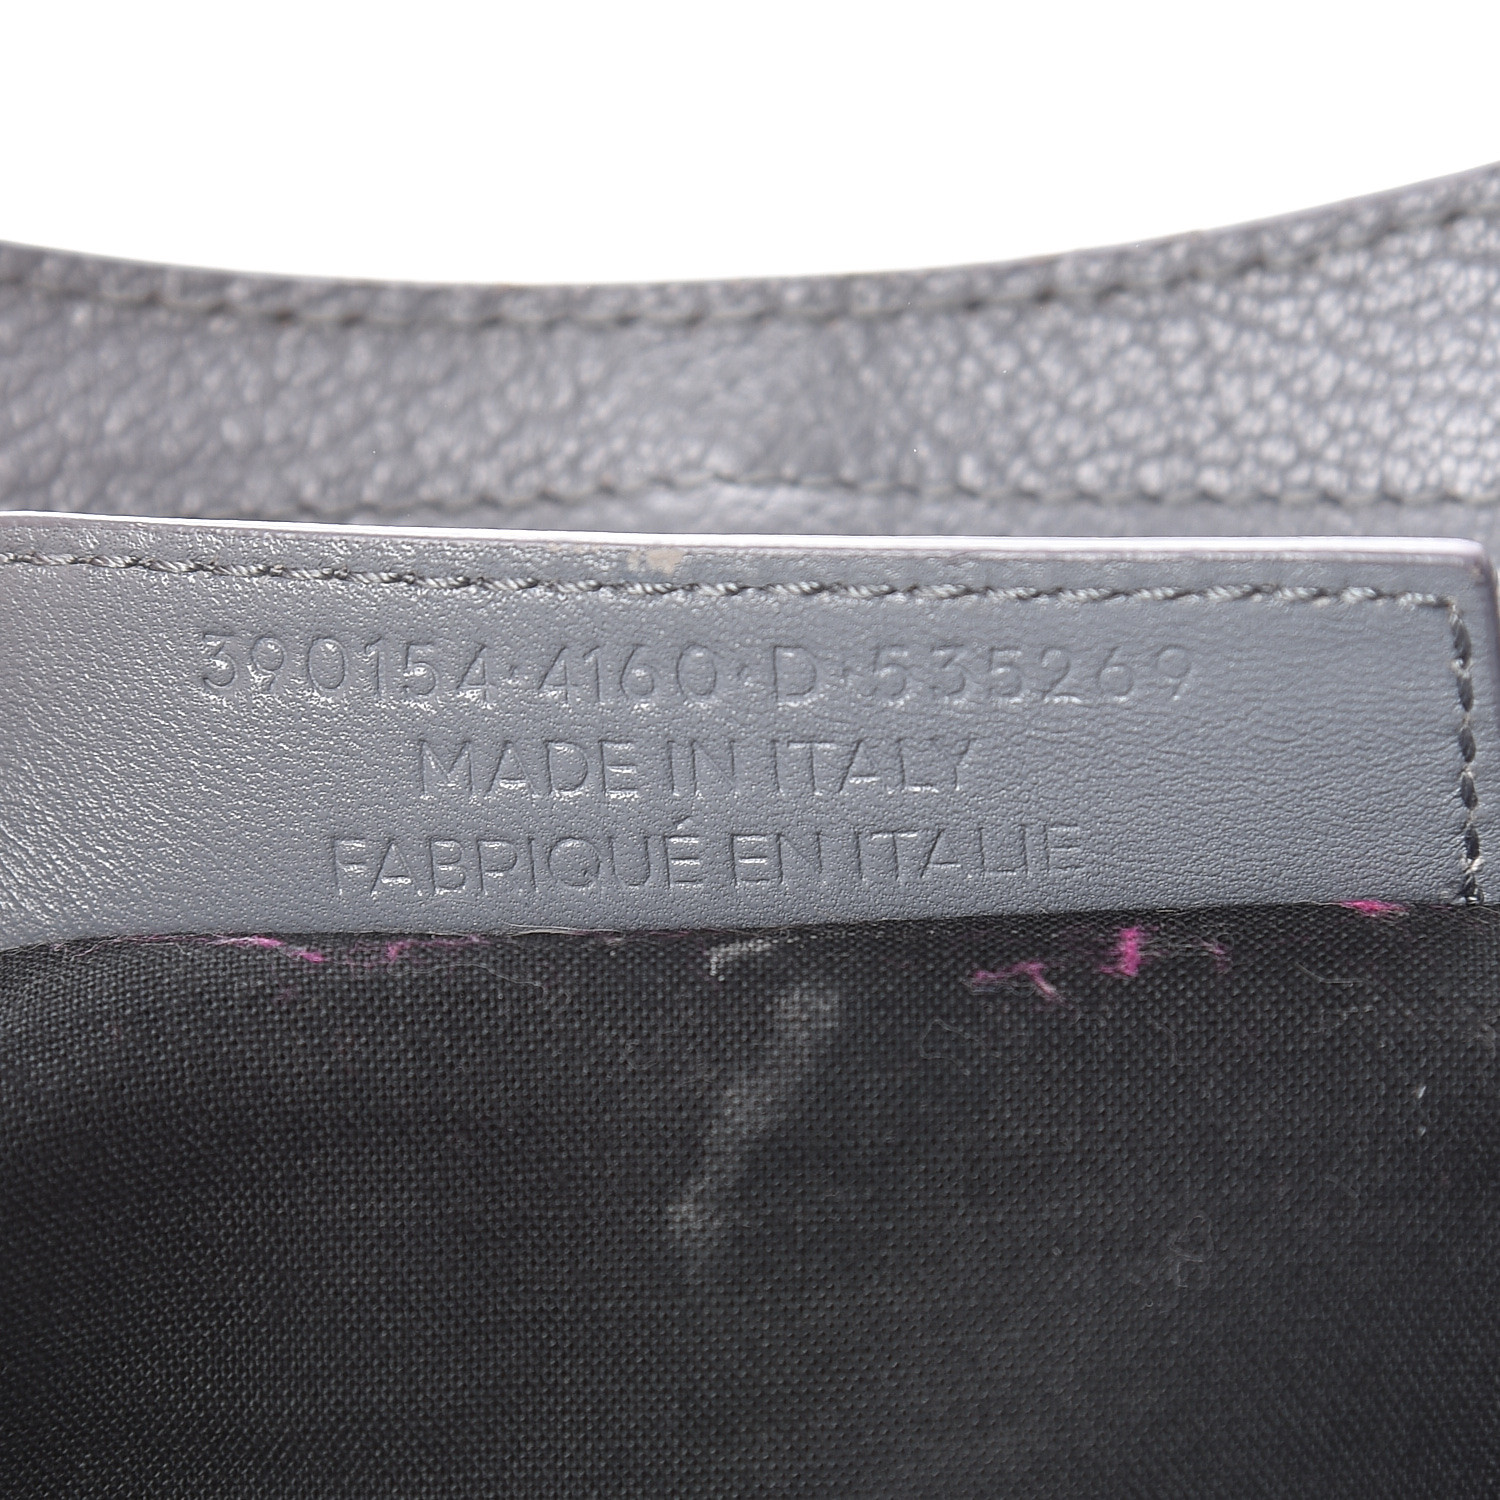 390154·4160·D·535269
MADE IN ITALY
FABRIQUÉ EN ITALIE